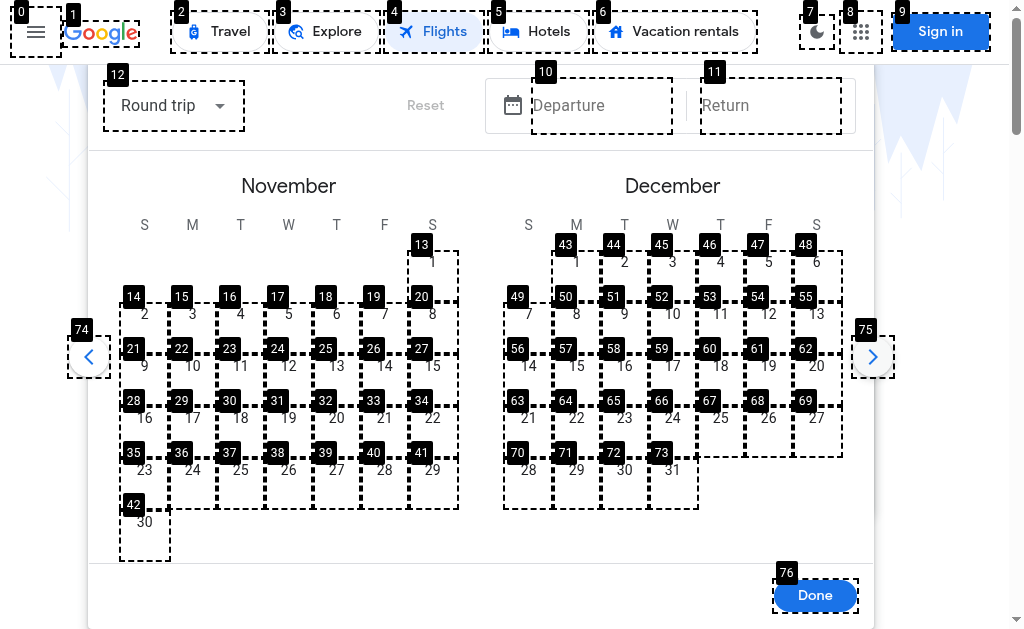 0 1 2 3 4 5 6 7 8 9
Google Travel Explore Flights Hotels Vacation rentals Sign in
12 10 11
Round trip Reset Departure Return
November December
S M T W T F S S M T W T F S
13 43 44 45 46 47 48
1 1 2 3 4 5 6
14 15 16 17 18 19 20 49 50 51 52 53 54 55
2 3 4 5 6 7 8 7 8 9 10 11 12 13
74 75
21 22 23 24 25 26 27 56 57 58 59 60 61 62
9 10 11 12 13 14 15 14 15 16 17 18 19 20
28 29 30 31 32 33 34 63 64 65 66 67 68 69
16 17 18 19 20 21 22 21 22 23 24 25 26 27
35 36 37 38 39 40 41 70 71 72 73
23 24 25 26 27 28 29 28 29 30 31
42
30
76
Done